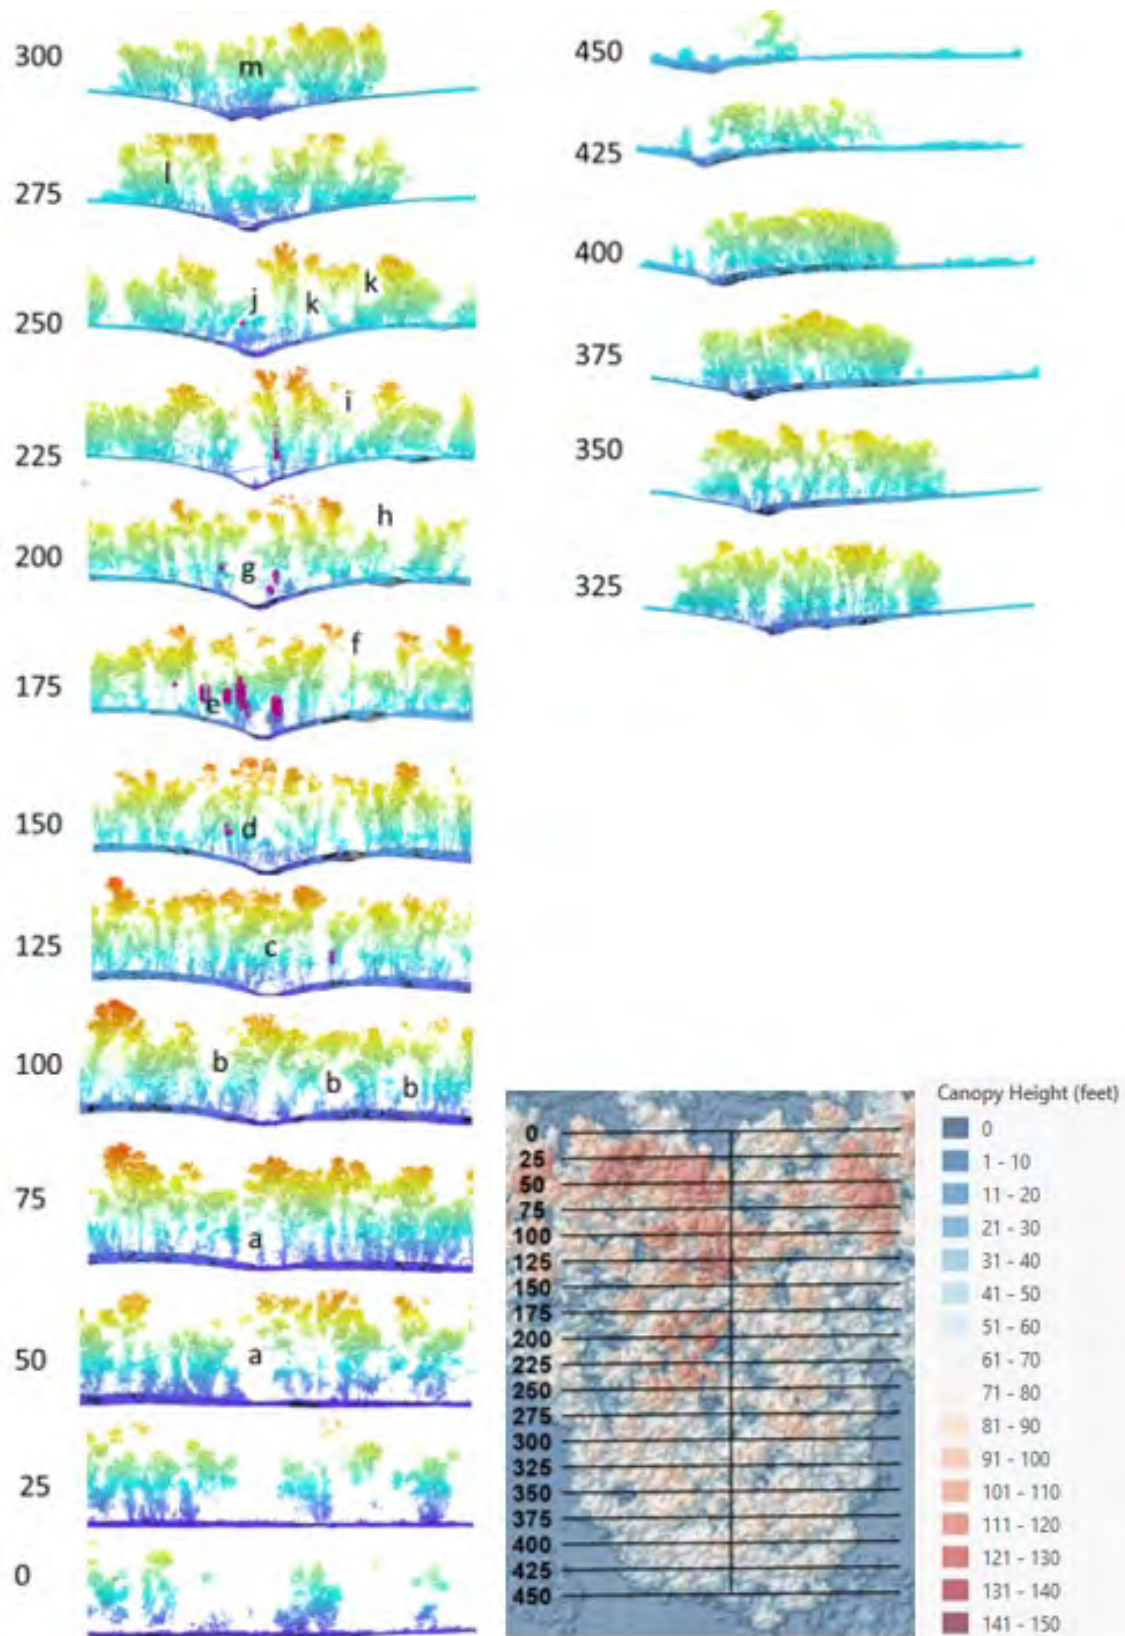 300
m
275
l
250
j
k
k
225
i
200
g
h
175
e
f
150
d
125
c
100
b
b
b
75
a
50
a
25
0
450
425
400
375
350
325
0
25
50
75
100
125
150
175
200
225
250
275
300
325
350
375
400
425
450
Canopy Height (feet)
0
1 - 10
11 - 20
21 - 30
31 - 40
41 - 50
51 - 60
61 - 70
71 - 80
81 - 90
91 - 100
101 - 110
111 - 120
121 - 130
131 - 140
141 - 150